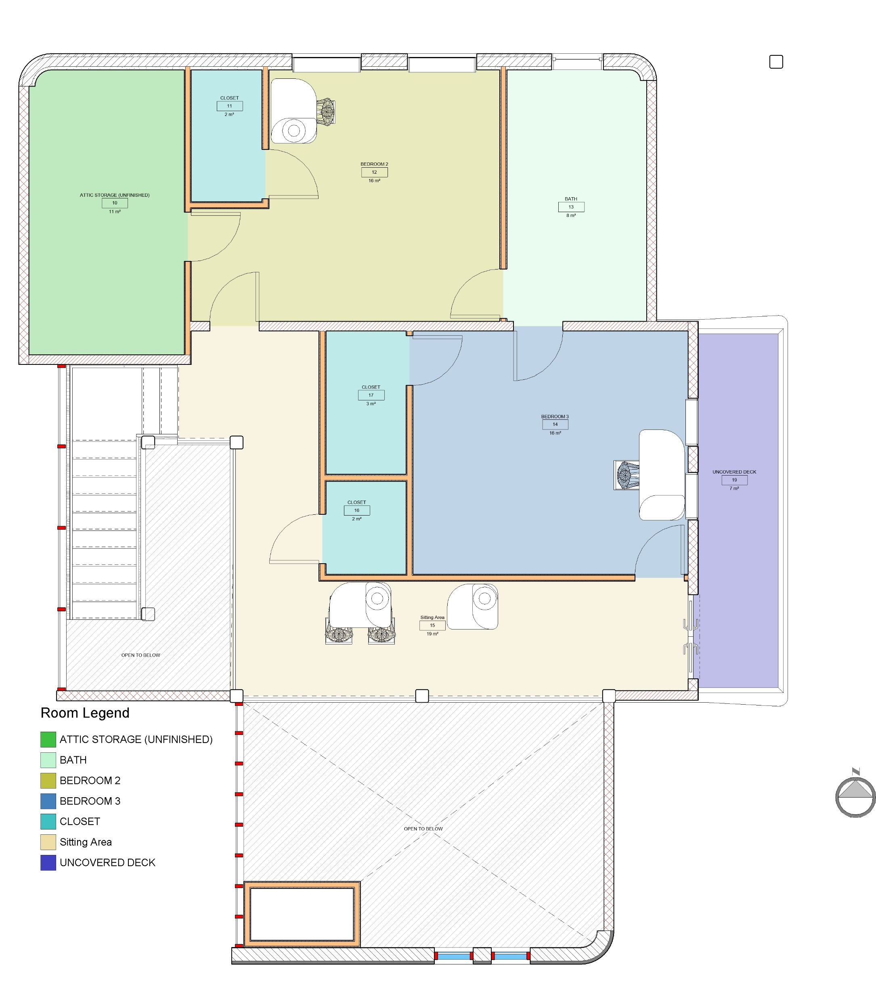 CLOSET
11
2 m²
BEDROOM 2
12
16 m²
ATTIC STORAGE (UNFINISHED)
10
11 m²
BATH
13
8 m²
CLOSET
17
3 m²
BEDROOM 3
14
16 m²
UNCOVERED DECK
19
7 m²
CLOSET
16
2 m²
Sitting Area
15
19 m²
OPEN TO BELOW
Room Legend
ATTIC STORAGE (UNFINISHED)
BATH
BEDROOM 2
BEDROOM 3
CLOSET
Sitting Area
UNCOVERED DECK
N
OPEN TO BELOW